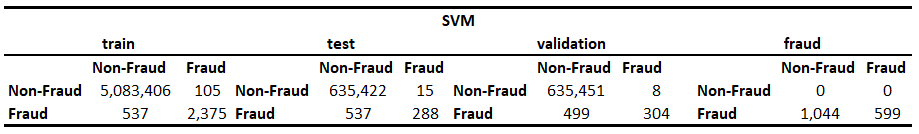 SVM
train test validation fraud
Non-Fraud Fraud Non-Fraud Fraud Non-Fraud Fraud Non-Fraud Fraud
Non-Fraud 5,083,406 105 Non-Fraud 635,422 15 Non-Fraud 635,451 8 Non-Fraud 0 0
Fraud 537 2,375 Fraud 537 288 Fraud 499 304 Fraud 1,044 599